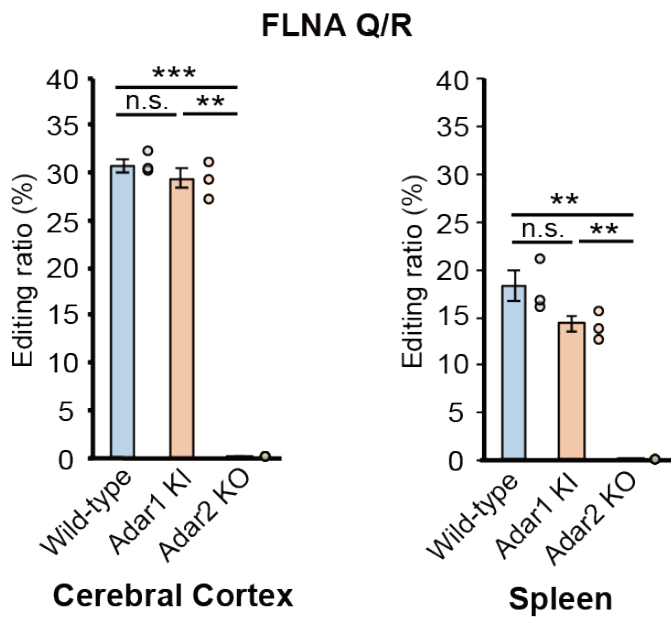 FLNA Q/R
Editing ratio (%)
40
35
30
25
20
15
10
5
0
***
n.s.
**
Wild-type
Adar1 KI
Adar2 KO
Cerebral Cortex
Editing ratio (%)
40
35
30
25
20
15
10
5
0
**
n.s.
**
Wild-type
Adar1 KI
Adar2 KO
Spleen